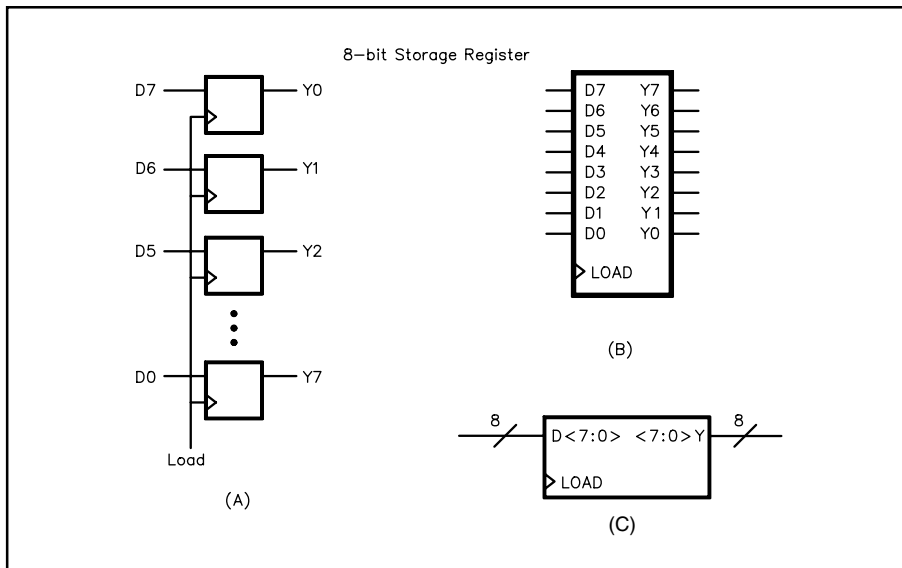 8-bit Storage Register
D7 Y0
D6 Y1
D5 Y2
D0 Y7
Load
(A)
D7 Y7
D6 Y6
D5 Y5
D4 Y4
D3 Y3
D2 Y2
D1 Y1
D0 Y0
LOAD
(B)
8 8
D<7:0> <7:0>Y
LOAD
(C)